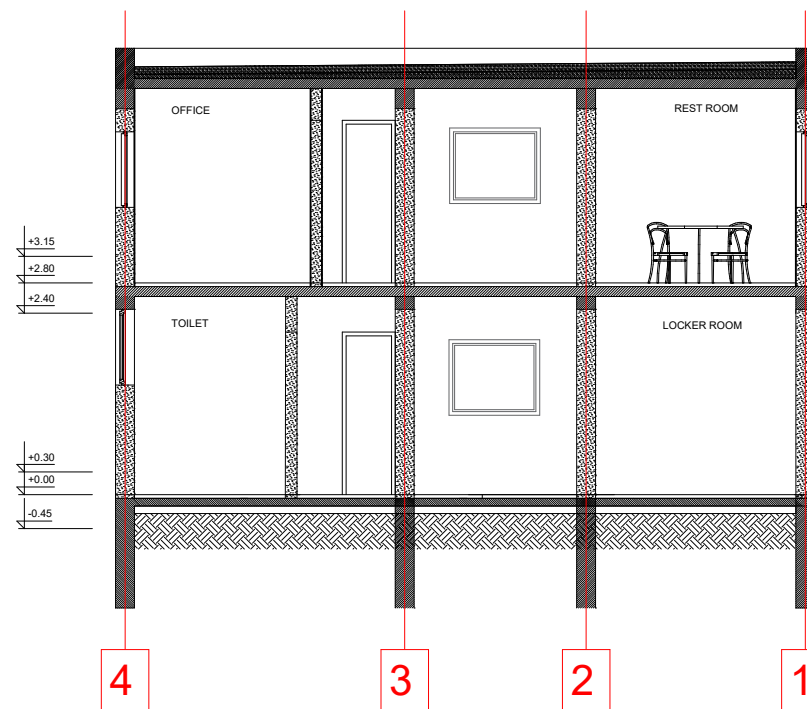 OFFICE
REST ROOM
+3.15
+2.80
+2.40
TOILET
LOCKER ROOM
+0.30
+0.00
-0.45
4
3
2
1